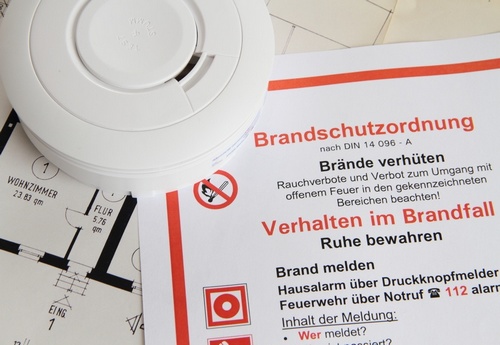 Brandschutzordnung
nach DIN 14 096 - A
Brände verhüten
Rauchverbote und Verbot zum Umgang mit
offenem Feuer in den gekennzeichneten
Bereichen beachten!
Verhalten im Brandfall
Ruhe bewahren
Brand melden
Hausalarm über Druckknopfmelder
Feuerwehr über Notruf ☎ 112 alarm
Inhalt der Meldung:
Wer meldet?
1
WOHNZIMMER
23.83 qm
FLUR
5.76
qm
EING
1